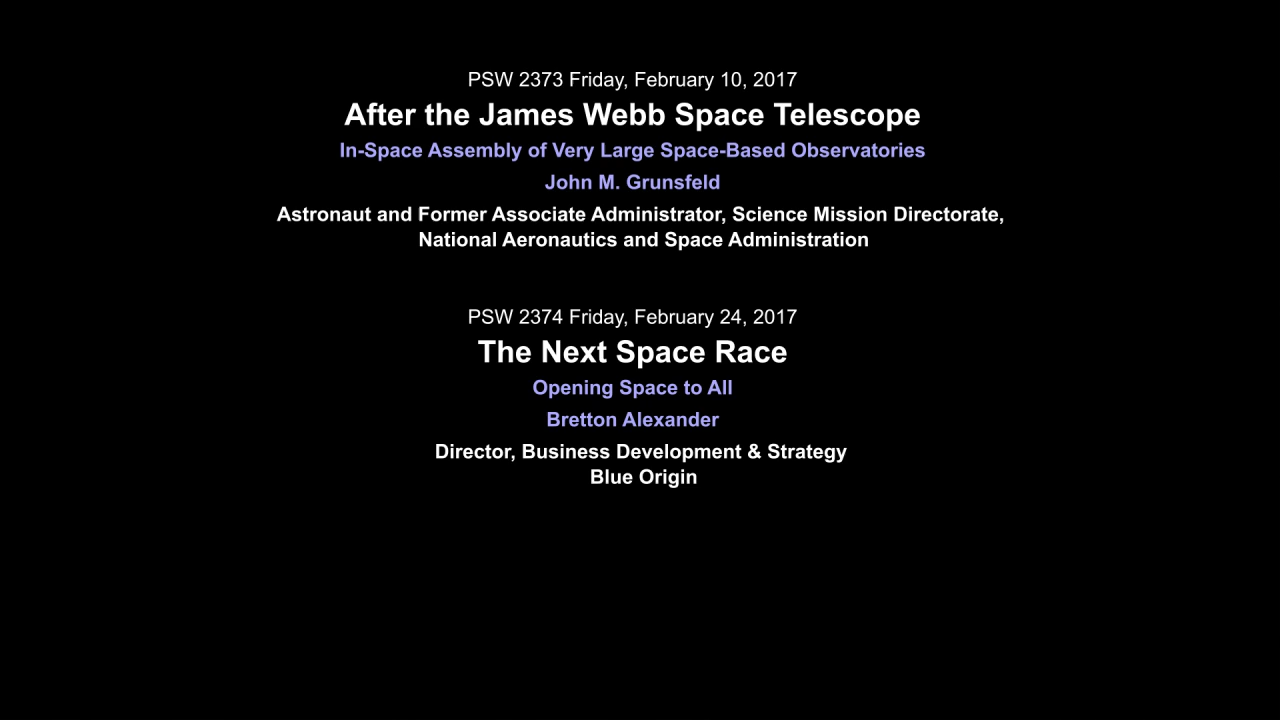 PSW 2373 Friday, February 10, 2017
After the James Webb Space Telescope
In-Space Assembly of Very Large Space-Based Observatories
John M. Grunsfeld
Astronaut and Former Associate Administrator, Science Mission Directorate,
National Aeronautics and Space Administration
PSW 2374 Friday, February 24, 2017
The Next Space Race
Opening Space to All
Bretton Alexander
Director, Business Development & Strategy
Blue Origin